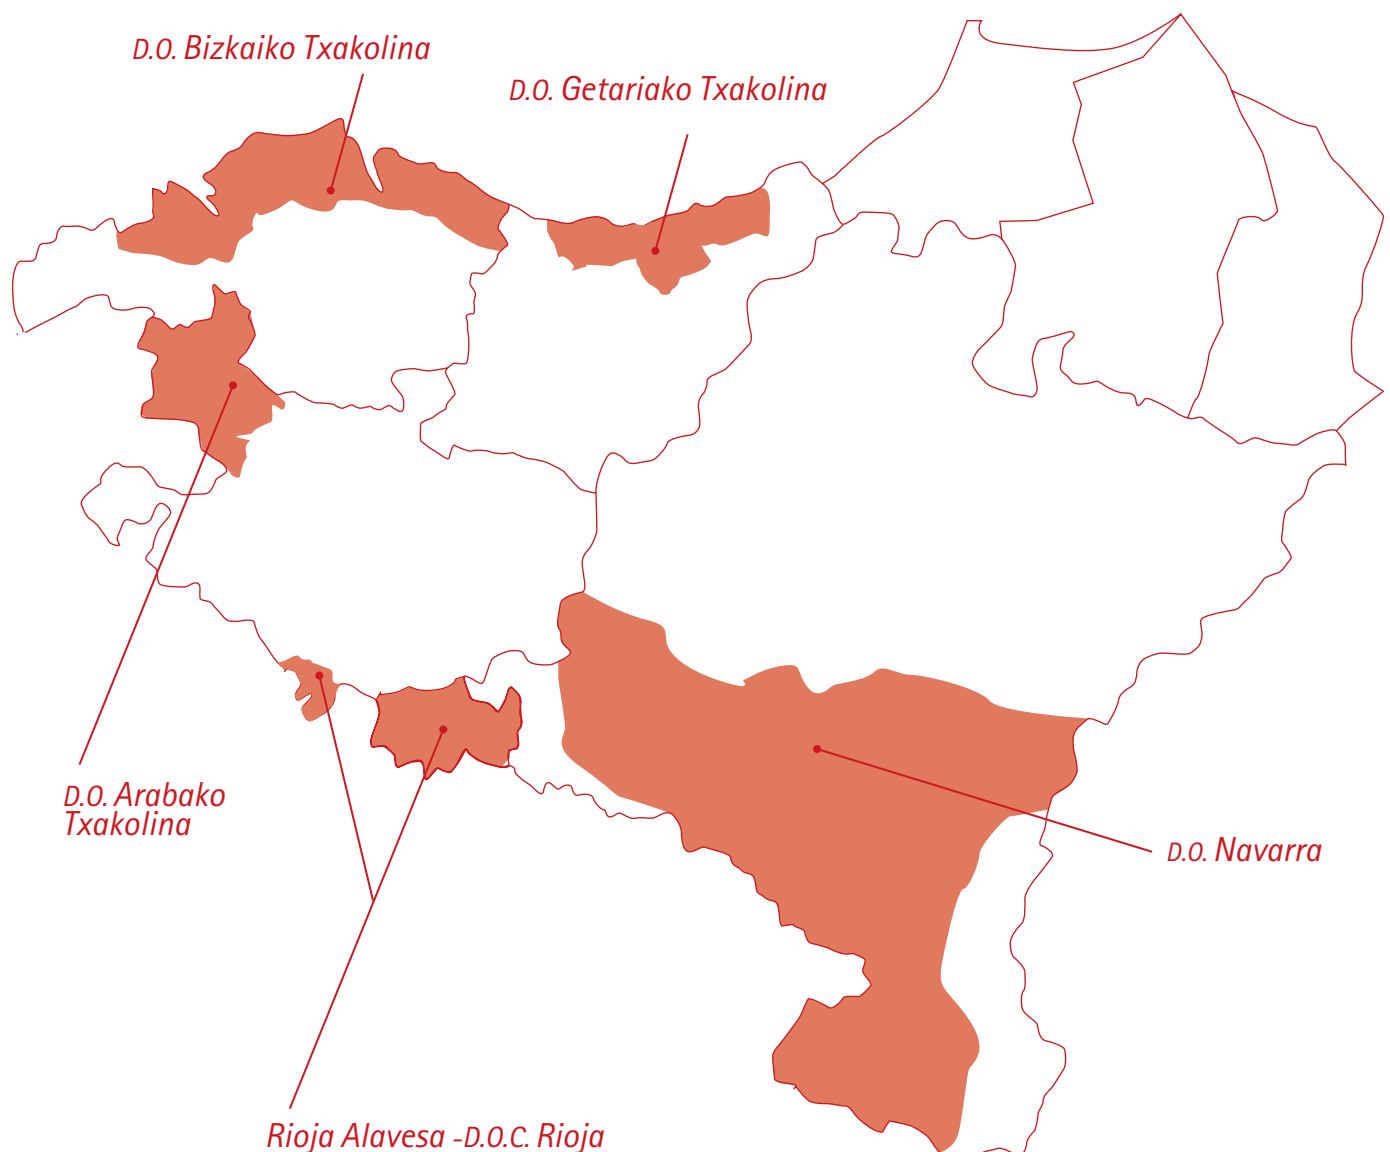 D.O. Bizkaiko Txakolina
D.O. Getariako Txakolina
D.O. Arabako
Txakolina
D.O. Navarra
Rioja Alavesa -D.O.C. Rioja